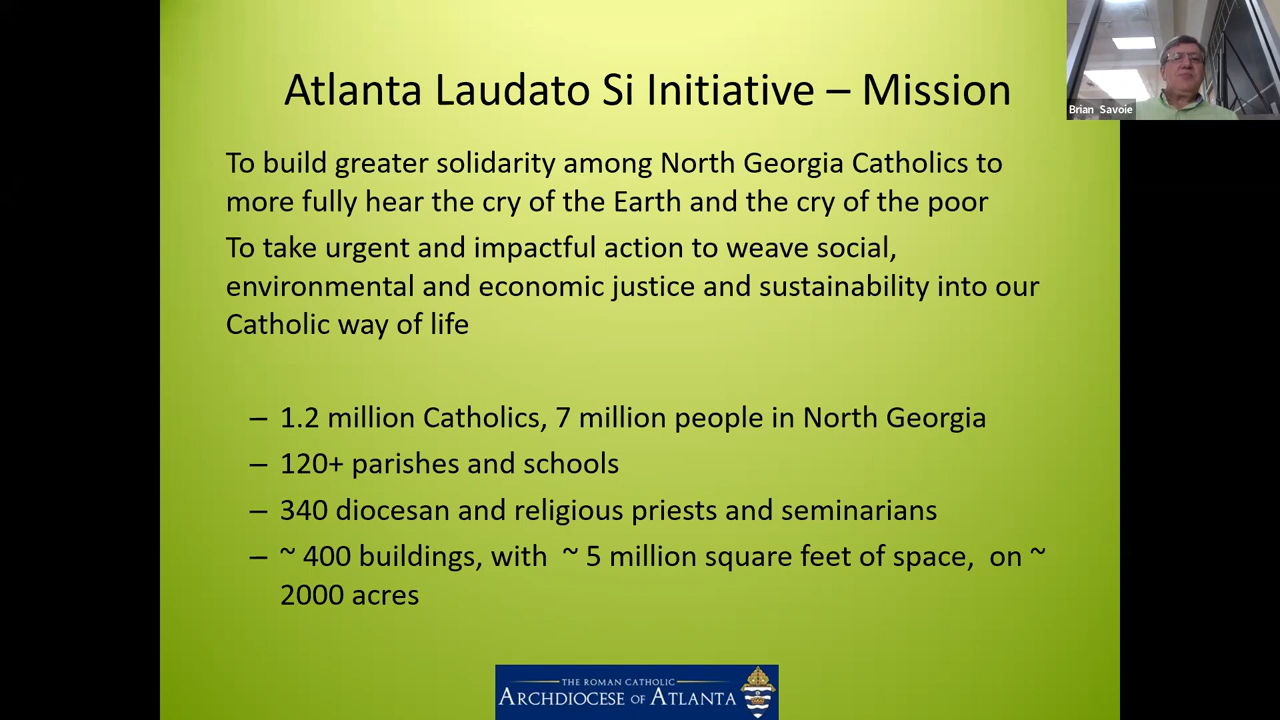 Atlanta Laudato Si Initiative – Mission
Brian Savoie
To build greater solidarity among North Georgia Catholics to
more fully hear the cry of the Earth and the cry of the poor
To take urgent and impactful action to weave social,
environmental and economic justice and sustainability into our
Catholic way of life
– 1.2 million Catholics, 7 million people in North Georgia
– 120+ parishes and schools
– 340 diocesan and religious priests and seminarians
– ~ 400 buildings, with ~ 5 million square feet of space, on ~
2000 acres
THE ROMAN CATHOLIC
ARCHDIOCESE OF ATLANTA